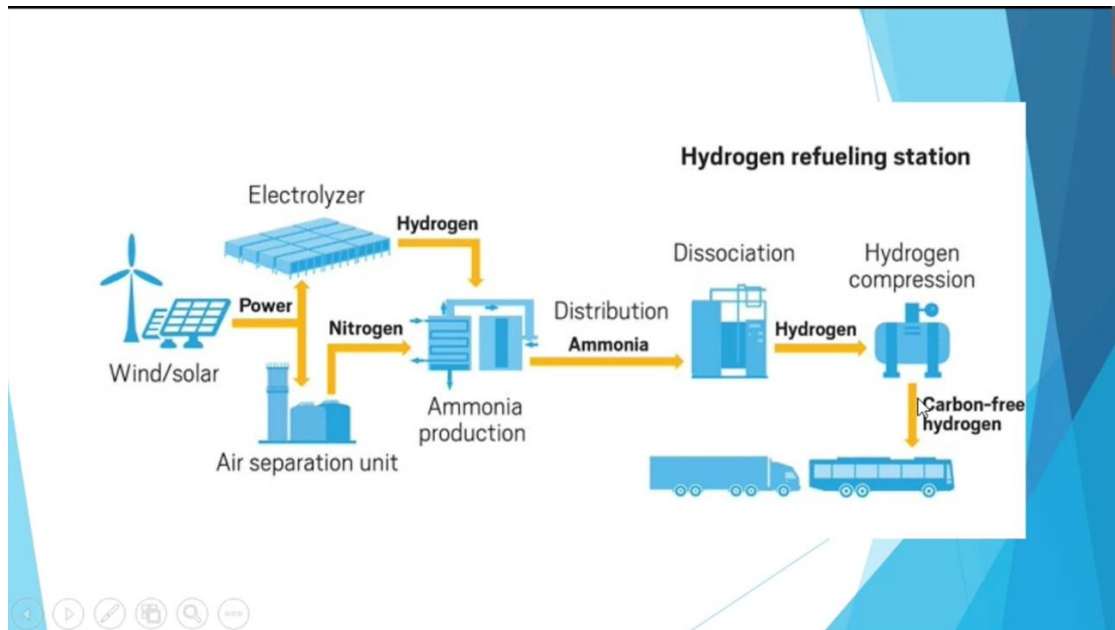 Hydrogen refueling station
Electrolyzer
Hydrogen
Power
Wind/solar
Nitrogen
Air separation unit
Ammonia
production
Distribution
Ammonia
Dissociation
Hydrogen
Hydrogen
compression
Carbon-free
hydrogen